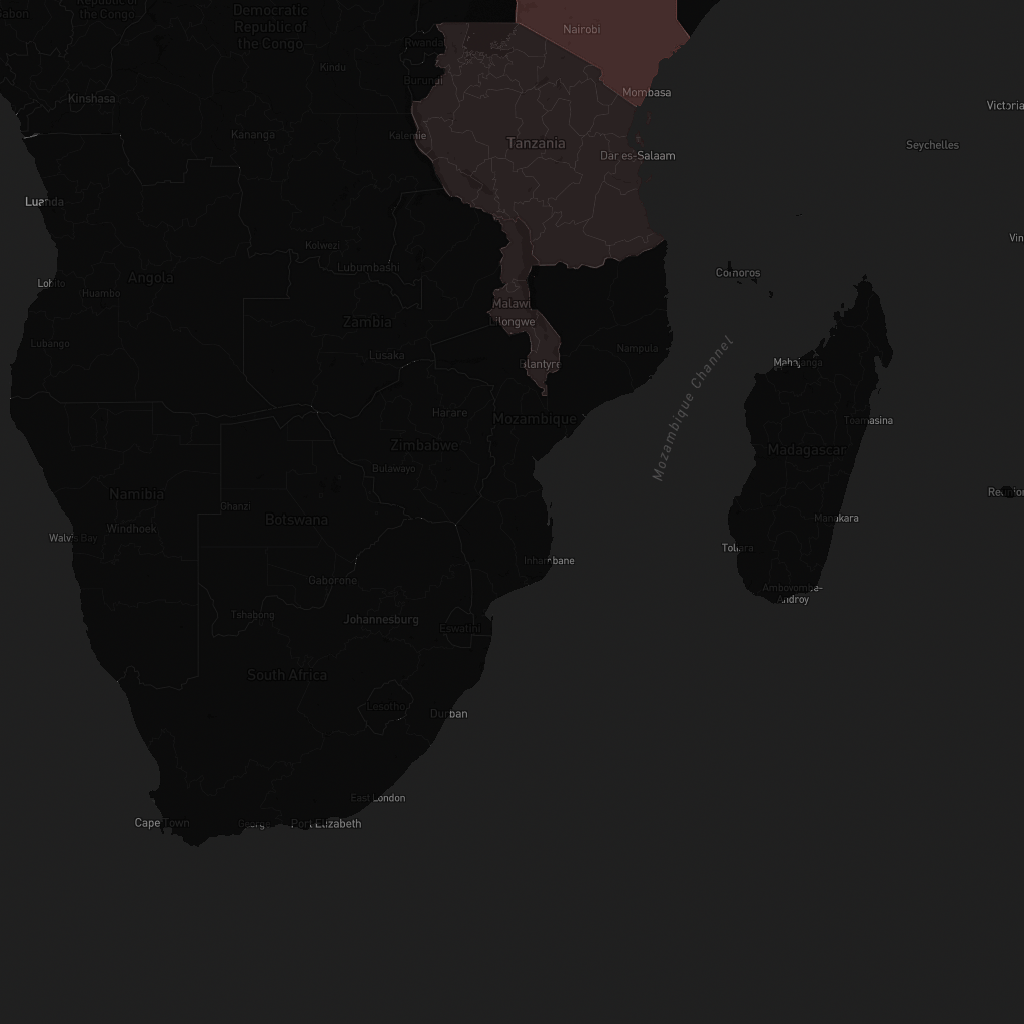 Gabon
Republic of
the Congo
Democratic
Republic of
the Congo
Nairobi
Rwanda
Kindu
Burundi
Kinshasa
Mombasa
Victoria
Kananga
Kalemie
Tanzania
Dar es-Salaam
Seychelles
Luanda
Kolwezi
Vin
Lubumbashi
Comoros
Angola
Lobito
Huambo
Malawi
Lilongwe
Zambia
Lubango
Lusaka
Nampula
Mozambique Channel
Blantyre
Mahajanga
Harare
Mozambique
Toamasina
Zimbabwe
Madagascar
Bulawayo
Namibia
Reunion
Ghanzi
Botswana
Windhoek
Manakara
Walvis Bay
Toliara
Inhambane
Gaborone
Ambovombe-
Androy
Tshabong
Johannesburg
Eswatini
South Africa
Lesotho
Durban
East London
Cape Town
George
Port Elizabeth